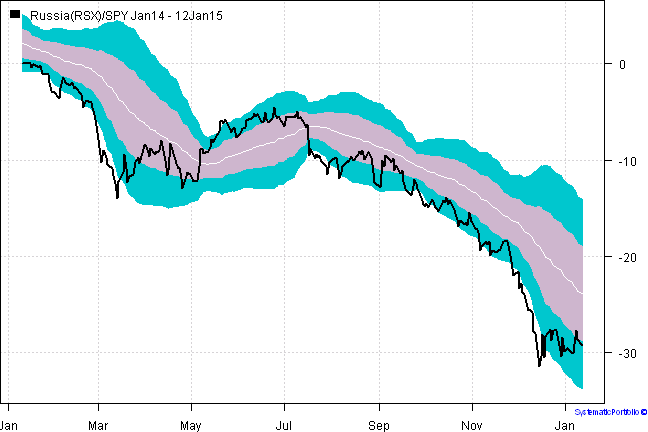 Russia(RSX)/SPY Jan14 - 12Jan15
0
-10
-20
-30
Jan Mar May Jul Sep Nov Jan
SystematicPortfolio ©